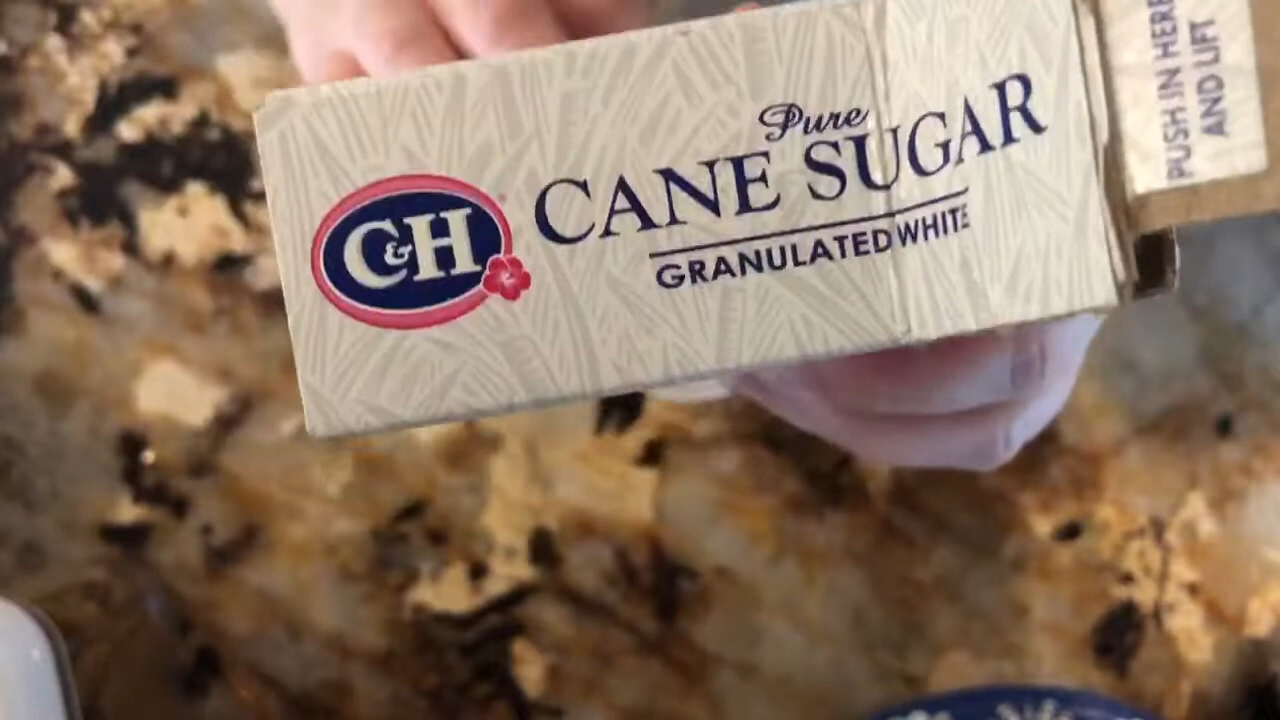 C&H
Pure
CANE SUGAR
GRANULATED WHITE
PUSH IN HERE
AND LIFT